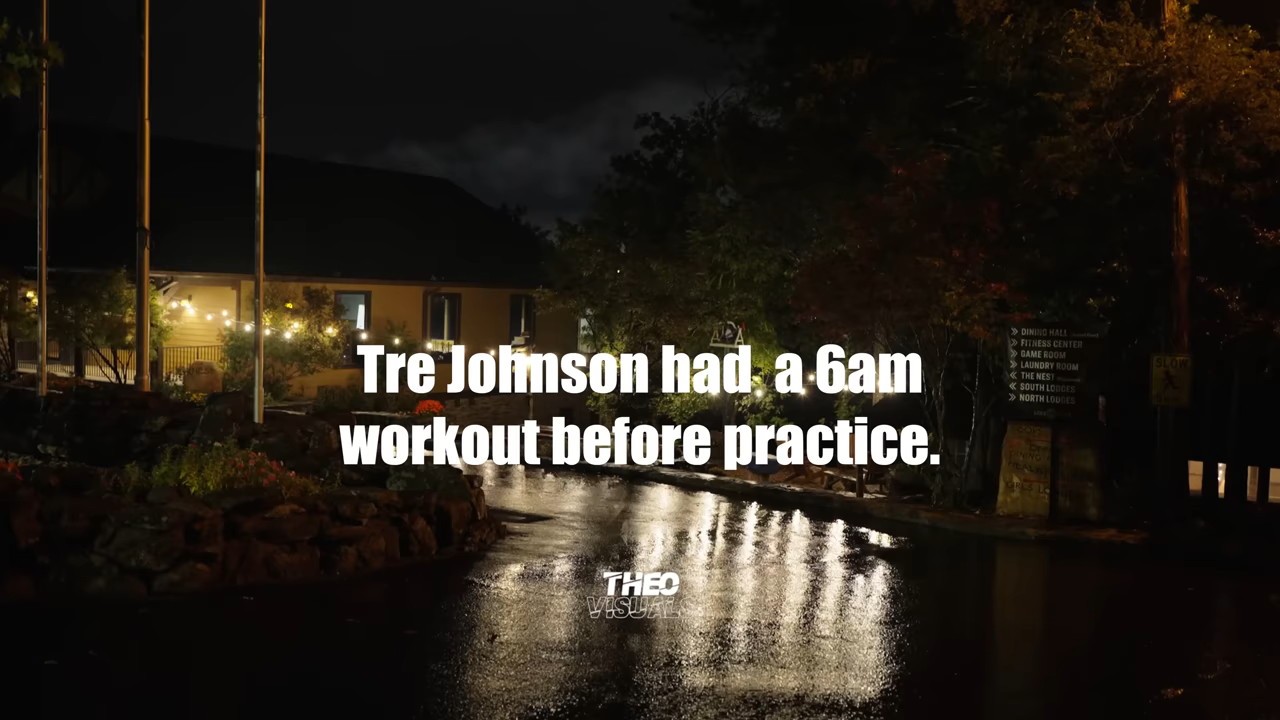 Tre Johnson had a 6am
workout before practice.
THEO
VISUALS
DINING HALL
FITNESS CENTER
GAME ROOM
LAUNDRY ROOM
THE NEST
SOUTH LODGES
NORTH LODGES
SLOW